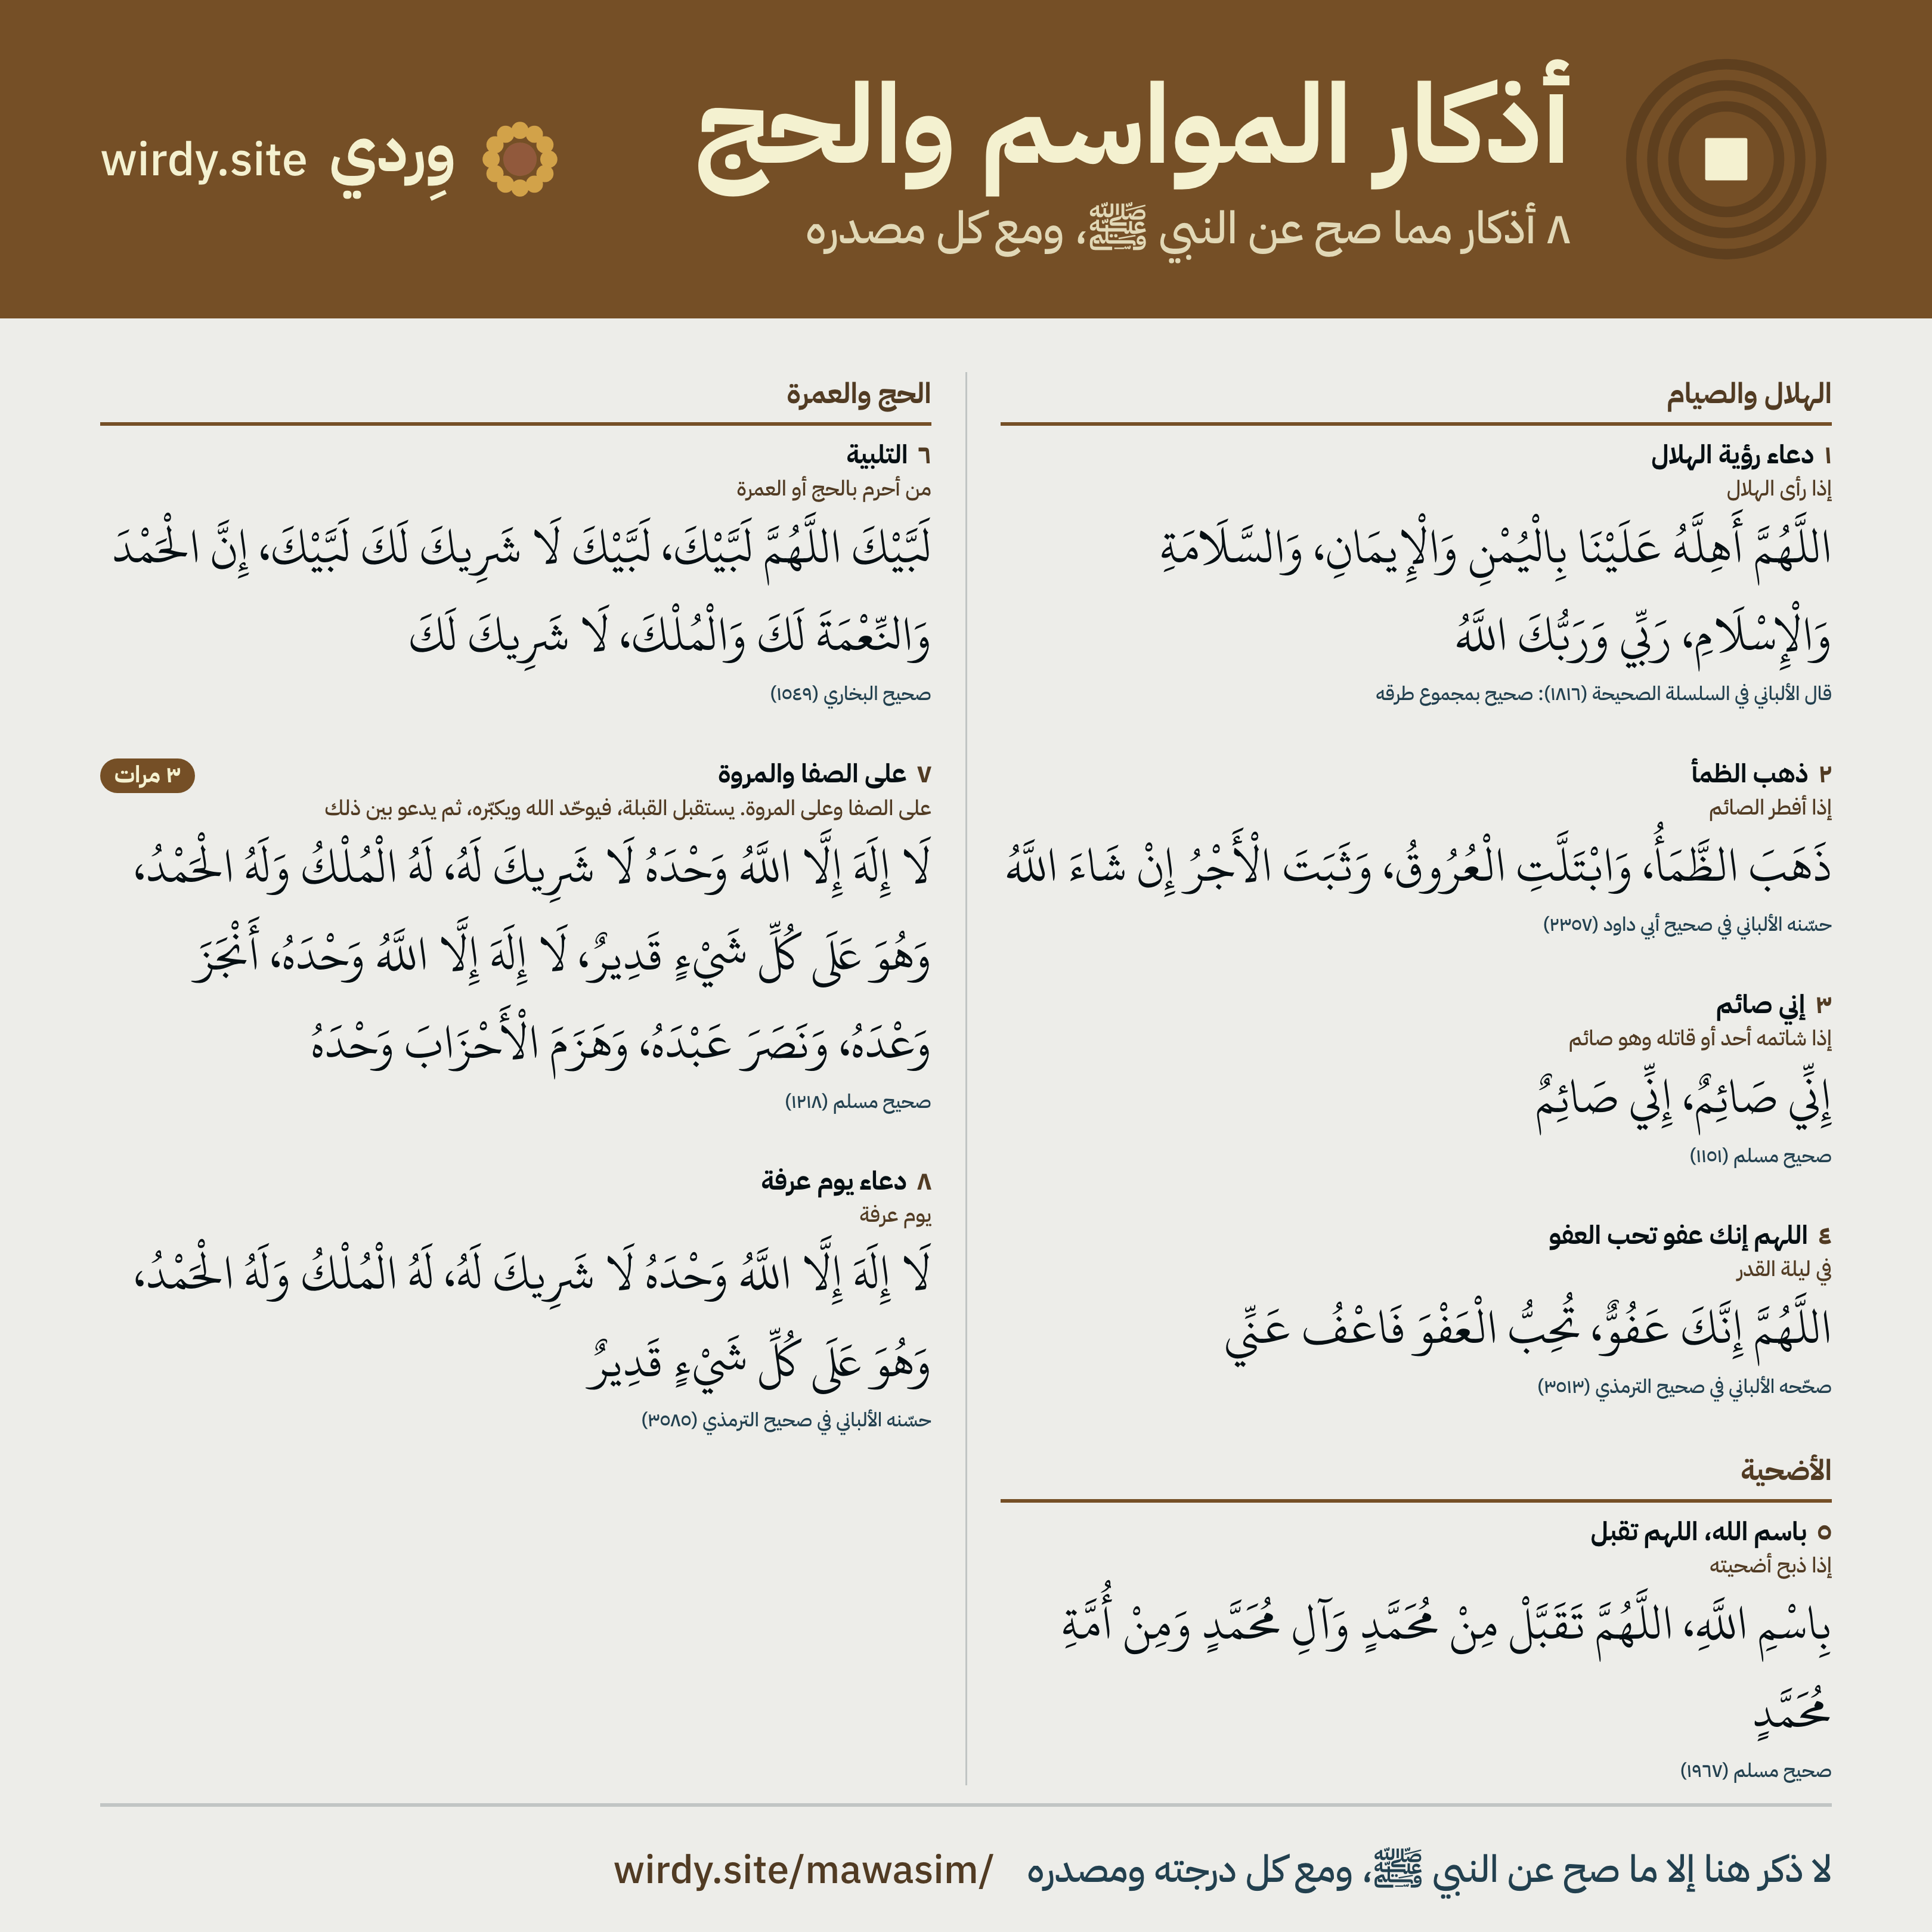 أذكار المواسم والحج
٨ أذكار مما صح عن النبي ﷺ، ومع كل مصدره
وِردي wirdy.site
الهلال والصيام
١ دعاء رؤية الهلال
إذا رأى الهلال
اللَّهُمَّ أَهِلَّهُ عَلَيْنَا بِالْيُمْنِ وَالْإِيمَانِ، وَالسَّلَامَةِ
وَالْإِسْلَامِ، رَبِّي وَرَبُّكَ اللَّهُ
قال الألباني في السلسلة الصحيحة (١٨١٦): صحيح بمجموع طرقه
٢ ذهب الظمأ
إذا أفطر الصائم
ذَهَبَ الظَّمَأُ، وَابْتَلَّتِ الْعُرُوقُ، وَثَبَتَ الْأَجْرُ إِنْ شَاءَ اللَّهُ
حسّنه الألباني في صحيح أبي داود (٢٣٥٧)
٣ إني صائم
إذا شاتمه أحد أو قاتله وهو صائم
إِنِّي صَائِمٌ، إِنِّي صَائِمٌ
صحيح مسلم (١١٥١)
٤ اللهم إنك عفو تحب العفو
في ليلة القدر
اللَّهُمَّ إِنَّكَ عَفُوٌّ، تُحِبُّ الْعَفْوَ فَاعْفُ عَنِّي
صحّحه الألباني في صحيح الترمذي (٣٥١٣)
الأضحية
٥ باسم الله، اللهم تقبل
إذا ذبح أضحيته
بِاسْمِ اللَّهِ، اللَّهُمَّ تَقَبَّلْ مِنْ مُحَمَّدٍ وَآلِ مُحَمَّدٍ وَمِنْ أُمَّةِ
مُحَمَّدٍ
صحيح مسلم (١٩٦٧)
الحج والعمرة
٦ التلبية
من أحرم بالحج أو العمرة
لَبَّيْكَ اللَّهُمَّ لَبَّيْكَ، لَبَّيْكَ لَا شَرِيكَ لَكَ لَبَّيْكَ، إِنَّ الْحَمْدَ
وَالنِّعْمَةَ لَكَ وَالْمُلْكَ، لَا شَرِيكَ لَكَ
صحيح البخاري (١٥٤٩)
٧ على الصفا والمروة
٣ مرات
على الصفا وعلى المروة. يستقبل القبلة، فيوحّد الله ويكبّره، ثم يدعو بين ذلك
لَا إِلَهَ إِلَّا اللَّهُ وَحْدَهُ لَا شَرِيكَ لَهُ، لَهُ الْمُلْكُ وَلَهُ الْحَمْدُ،
وَهُوَ عَلَى كُلِّ شَيْءٍ قَدِيرٌ، لَا إِلَهَ إِلَّا اللَّهُ وَحْدَهُ، أَنْجَزَ
وَعْدَهُ، وَنَصَرَ عَبْدَهُ، وَهَزَمَ الْأَحْزَابَ وَحْدَهُ
صحيح مسلم (١٢١٨)
٨ دعاء يوم عرفة
يوم عرفة
لَا إِلَهَ إِلَّا اللَّهُ وَحْدَهُ لَا شَرِيكَ لَهُ، لَهُ الْمُلْكُ وَلَهُ الْحَمْدُ،
وَهُوَ عَلَى كُلِّ شَيْءٍ قَدِيرٌ
حسّنه الألباني في صحيح الترمذي (٣٥٨٥)
لا ذكر هنا إلا ما صح عن النبي ﷺ، ومع كل درجته ومصدره
wirdy.site/mawasim/